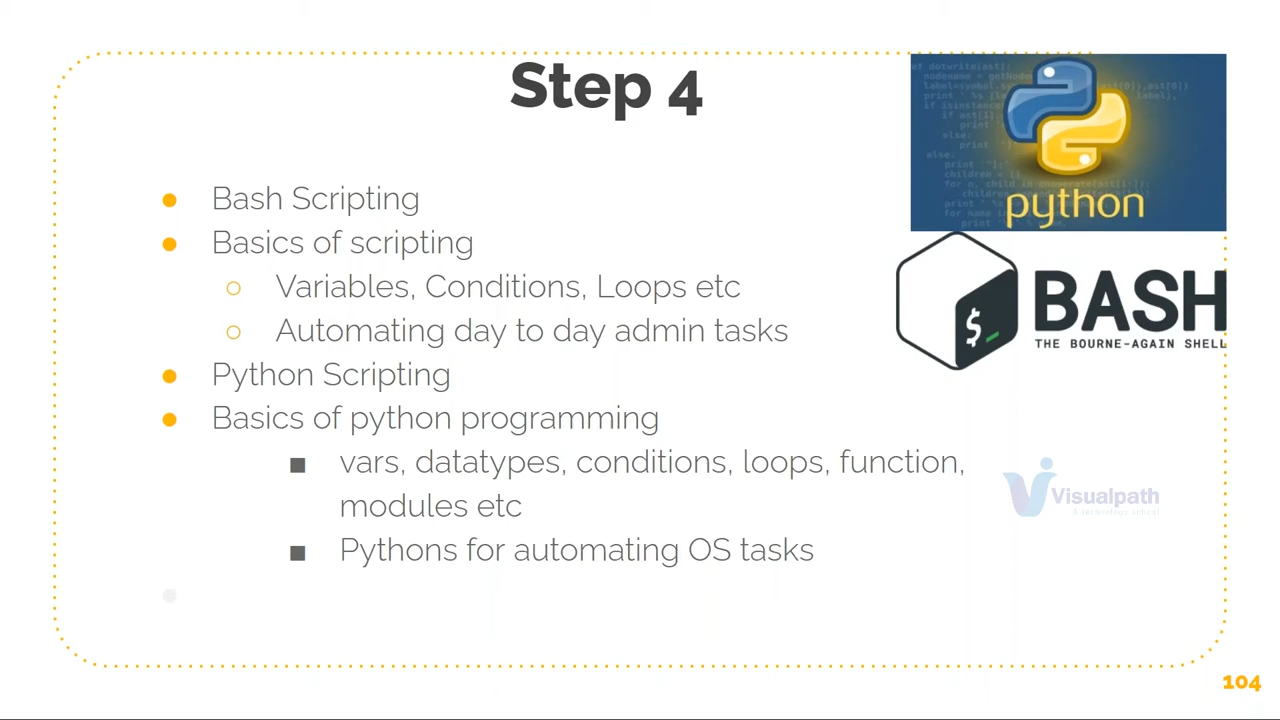 Step 4
Bash Scripting
Basics of scripting
Variables, Conditions, Loops etc
Automating day to day admin tasks
Python Scripting
Basics of python programming
vars, datatypes, conditions, loops, function,
modules etc
Pythons for automating OS tasks
python
$_
BASH
THE BOURNE-AGAIN SHELL
Visualpath
A technology school
104